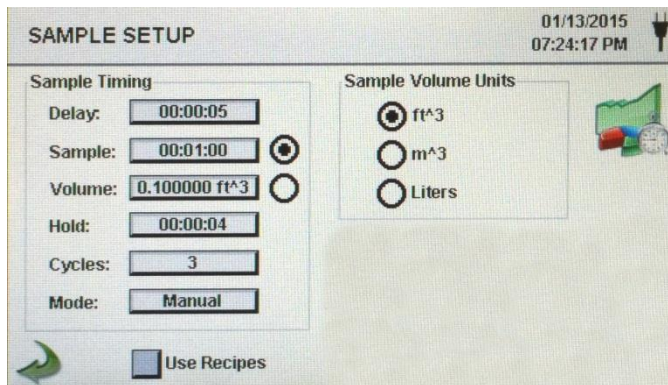 SAMPLE SETUP
01/13/2015
07:24:17 PM
Sample Timing
Delay: 00:00:05
Sample: 00:01:00
Volume: 0.100000 ft^3
Hold: 00:00:04
Cycles: 3
Mode: Manual
Use Recipes
Sample Volume Units
ft^3
m^3
Liters